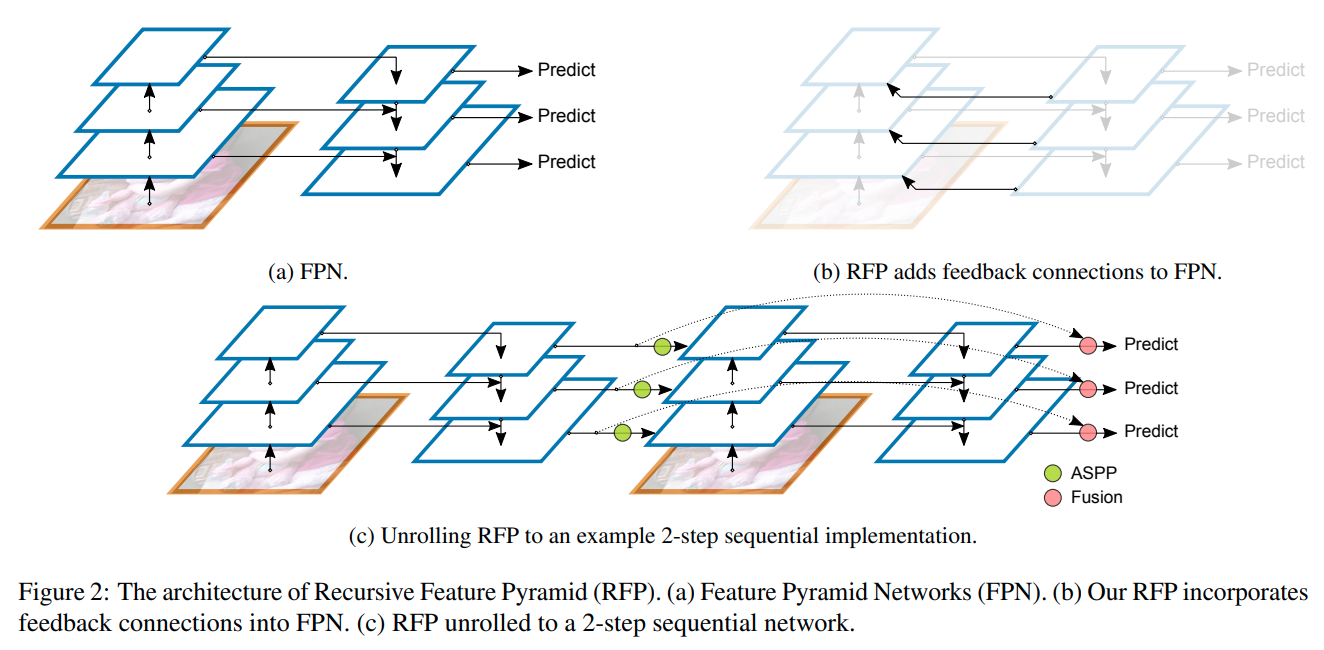 Predict
Predict
Predict
Predict
Predict
Predict
(a) FPN.
(b) RFP adds feedback connections to FPN.
Predict
Predict
Predict
ASPP
Fusion
(c) Unrolling RFP to an example 2-step sequential implementation.
Figure 2: The architecture of Recursive Feature Pyramid (RFP). (a) Feature Pyramid Networks (FPN). (b) Our RFP incorporates
feedback connections into FPN. (c) RFP unrolled to a 2-step sequential network.